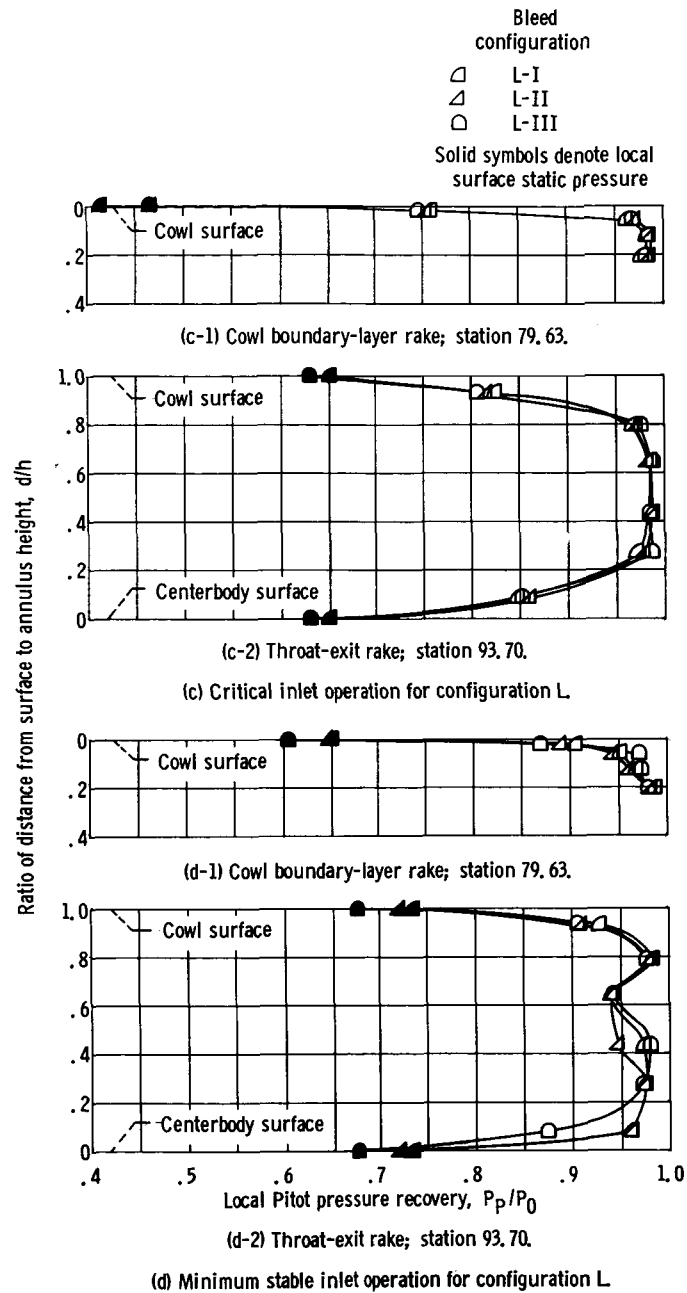 Bleed
configuration
L-I
L-II
L-III
Solid symbols denote local
surface static pressure
0
Cowl surface
.2
.4
(c-1) Cowl boundary-layer rake; station 79.63.
1.0
Cowl surface
.8
.6
.4
.2
Centerbody surface
0
(c-2) Throat-exit rake; station 93.70.
(c) Critical inlet operation for configuration L.
Ratio of distance from surface to annulus height, d/h
0
Cowl surface
.2
.4
(d-1) Cowl boundary-layer rake; station 79.63.
1.0
Cowl surface
.8
.6
.4
.2
Centerbody surface
0
.4 .5 .6 .7 .8 .9 1.0
Local Pitot pressure recovery, Pp/P0
(d-2) Throat-exit rake; station 93.70.
(d) Minimum stable inlet operation for configuration L.